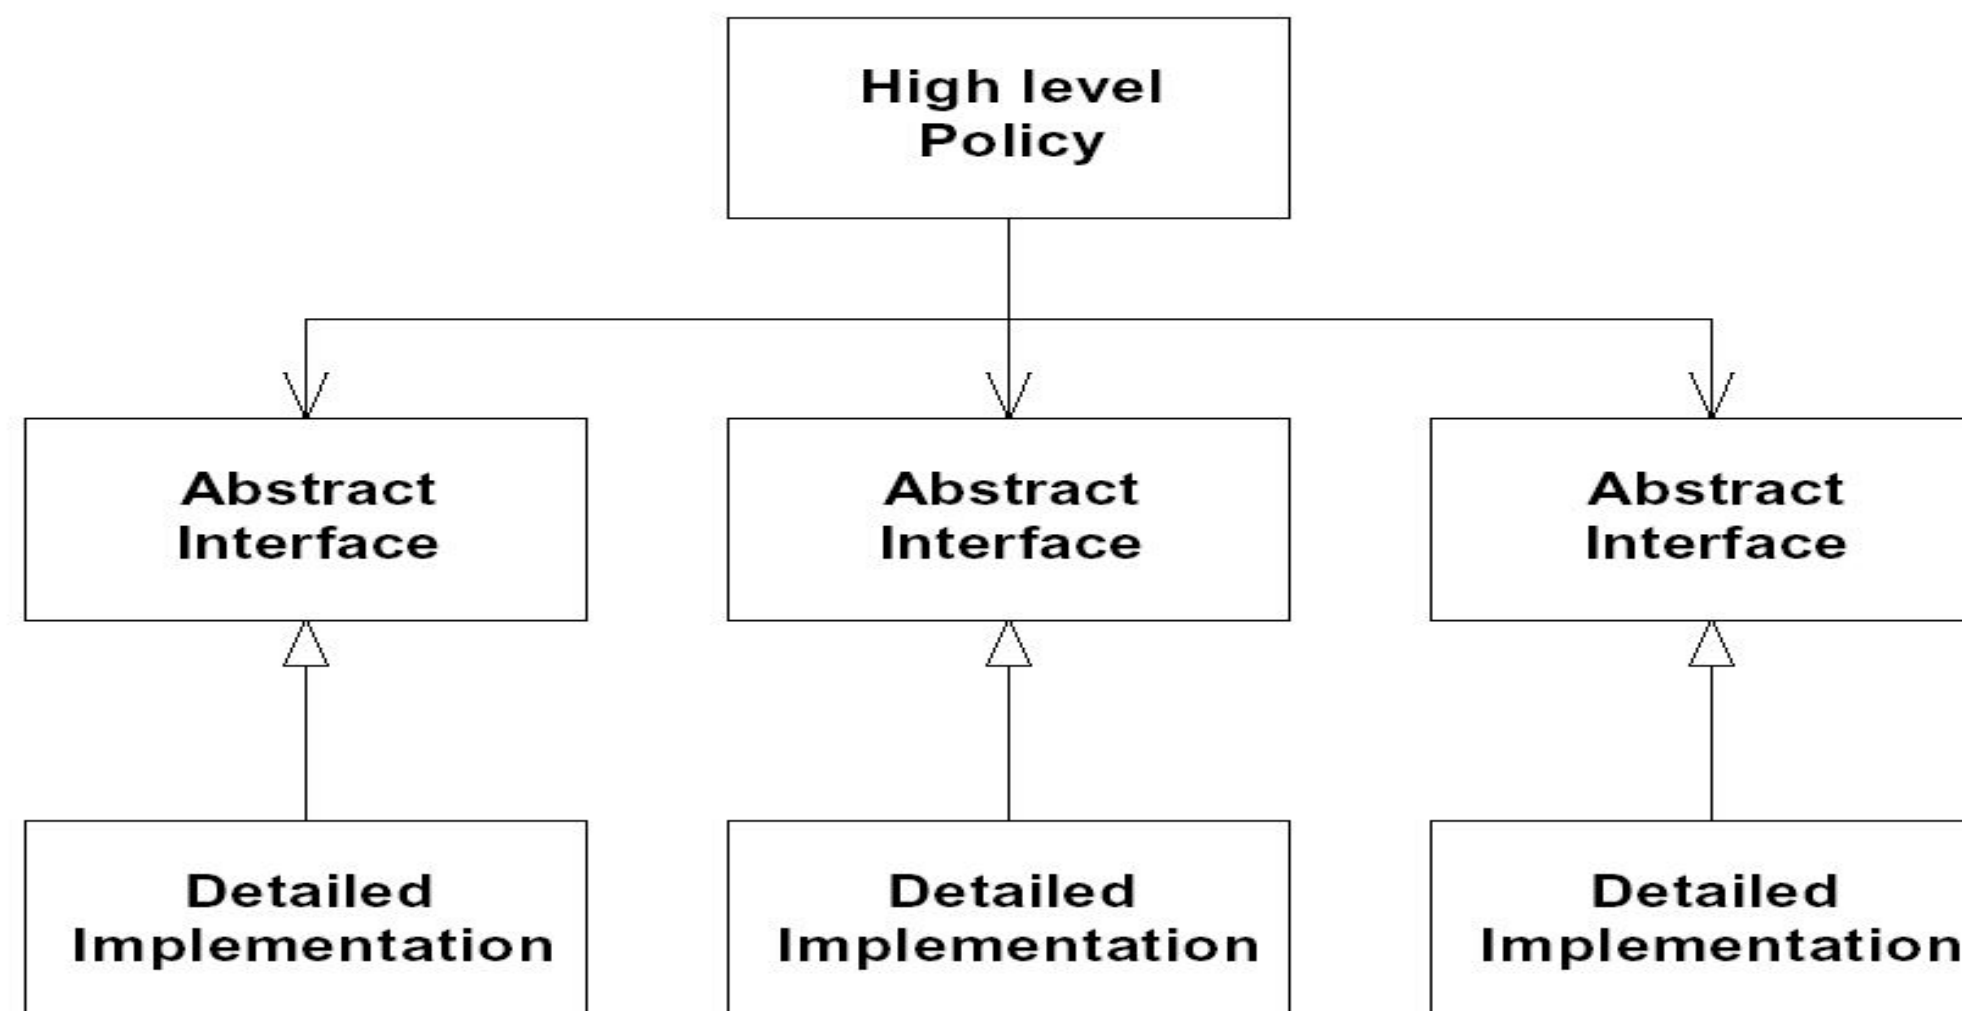 High level
Policy
Abstract
Interface
Abstract
Interface
Abstract
Interface
Detailed
Implementation
Detailed
Implementation
Detailed
Implementation